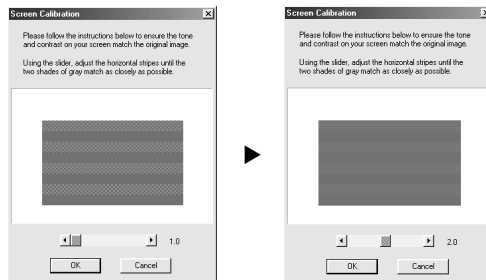 Screen Calibration
Please follow the instructions below to ensure the tone
and contrast on your screen match the original image.
Using the slider, adjust the horizontal stripes until the
two shades of gray match as closely as possible.
1.0
OK Cancel
Screen Calibration
Please follow the instructions below to ensure the tone
and contrast on your screen match the original image.
Using the slider, adjust the horizontal stripes until the
two shades of gray match as closely as possible.
2.0
OK Cancel